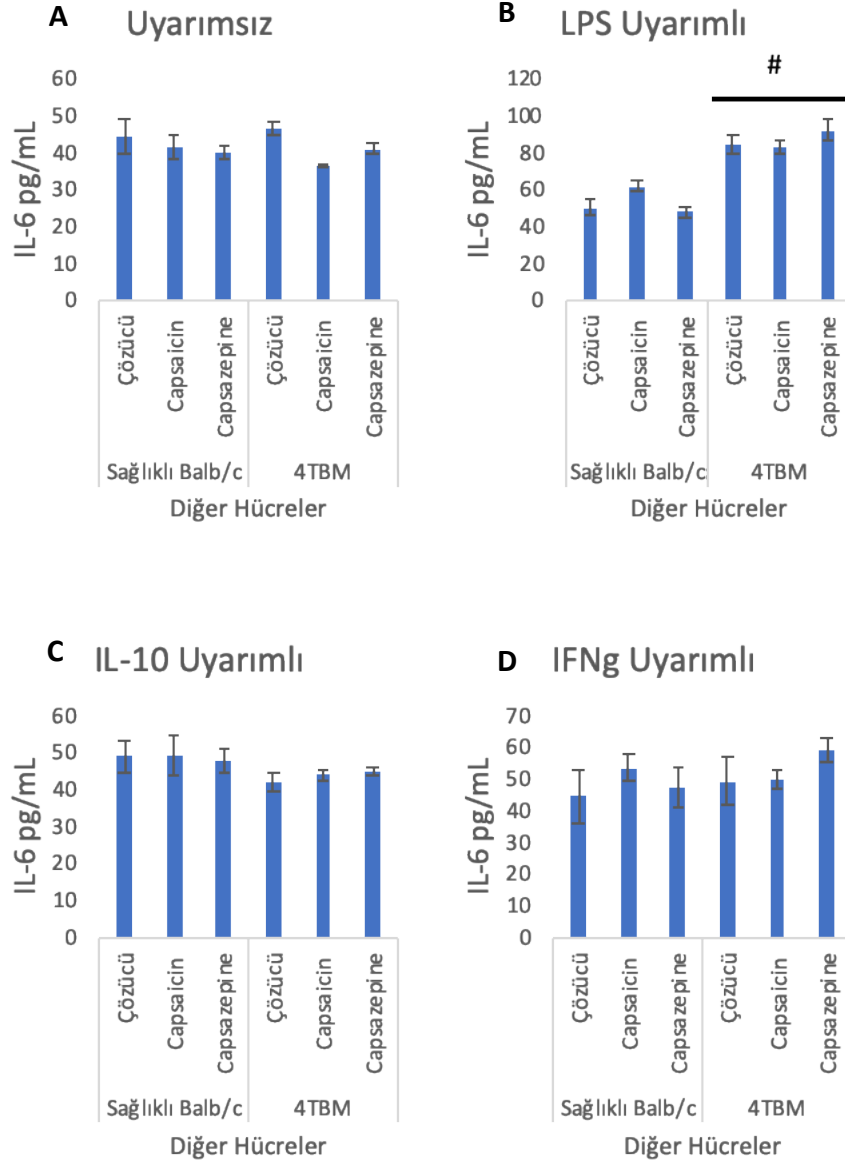 A
Uyarımsız
IL-6 pg/mL
60
50
40
30
20
10
0
Çözücü
Capsaicin
Capsazepine
Çözücü
Capsaicin
Capsazepine
Sağlıklı Balb/c
4TBM
Diğer Hücreler
B
LPS Uyarımlı
#
IL-6 pg/mL
120
100
80
60
40
20
0
Çözücü
Capsaicin
Capsazepine
Çözücü
Capsaicin
Capsazepine
Sağlıklı Balb/c
4TBM
Diğer Hücreler
C
IL-10 Uyarımlı
IL-6 pg/mL
60
50
40
30
20
10
0
Çözücü
Capsaicin
Capsazepine
Çözücü
Capsaicin
Capsazepine
Sağlıklı Balb/c
4TBM
Diğer Hücreler
D
IFNg Uyarımlı
IL-6 pg/mL
70
60
50
40
30
20
10
0
Çözücü
Capsaicin
Capsazepine
Çözücü
Capsaicin
Capsazepine
Sağlıklı Balb/c
4TBM
Diğer Hücreler